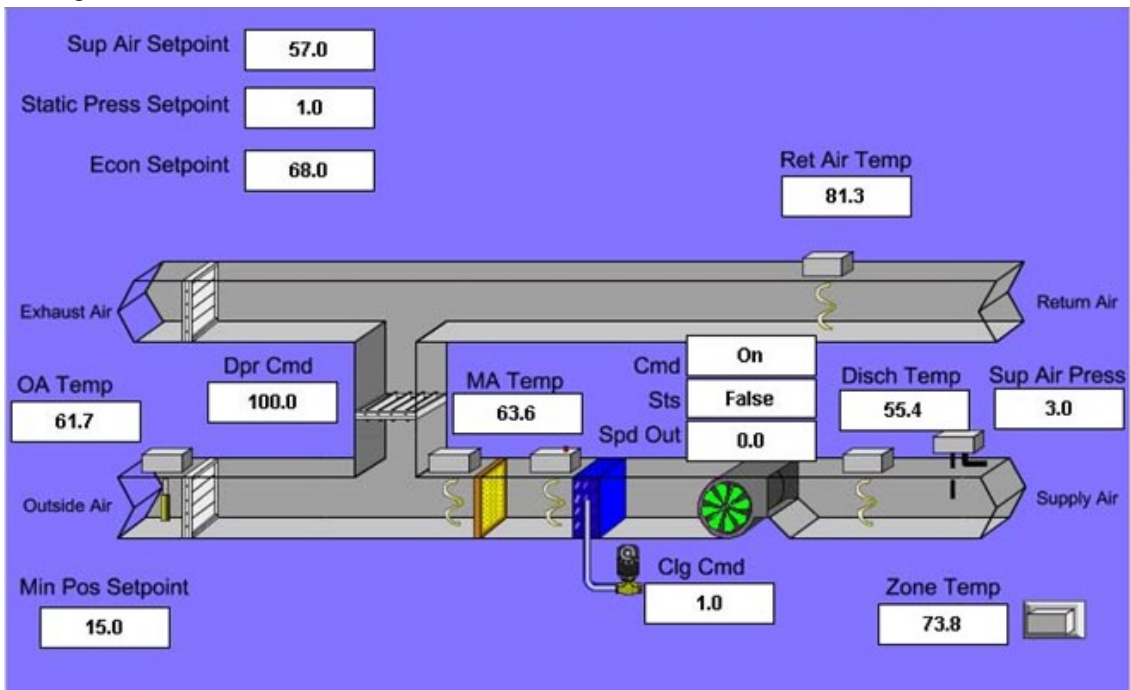 Sup Air Setpoint 57.0
Static Press Setpoint 1.0
Econ Setpoint 68.0
Ret Air Temp
81.3
Exhaust Air
Return Air
OA Temp
61.7
Dpr Cmd
100.0
MA Temp
63.6
Cmd On
Sts False
Spd Out 0.0
Disch Temp
55.4
Sup Air Press
3.0
Outside Air
Supply Air
Min Pos Setpoint
15.0
Clg Cmd
1.0
Zone Temp
73.8